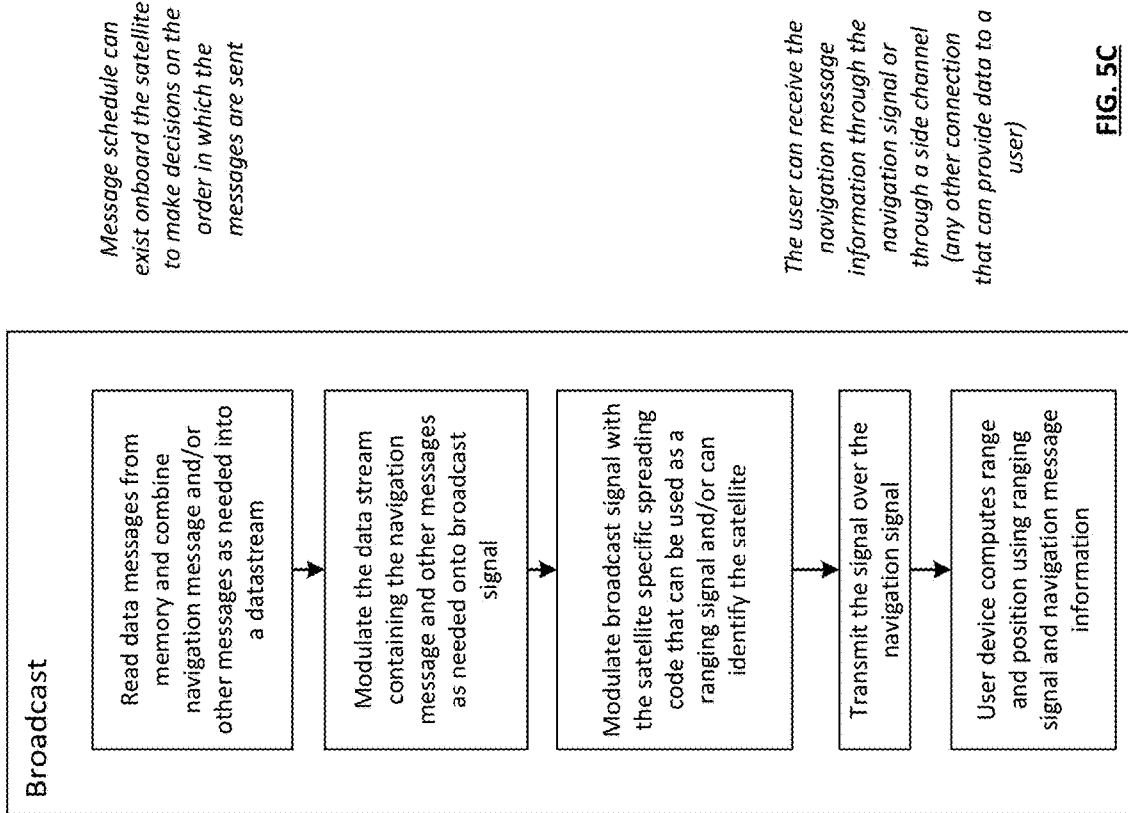 Broadcast
Read data messages from
memory and combine
navigation message and/or
other messages as needed into
a datastream
Modulate the data stream
containing the navigation
message and other messages
as needed onto broadcast
signal
Modulate broadcast signal with
the satellite specific spreading
code that can be used as a
ranging signal and/or can
identify the satellite
Transmit the signal over the
navigation signal
User device computes range
and position using ranging
signal and navigation message
information
Message schedule can
exist onboard the satellite
to make decisions on the
order in which the
messages are sent
The user can receive the
navigation message
information through the
navigation signal or
through a side channel
(any other connection
that can provide data to a
user)
FIG. 5C